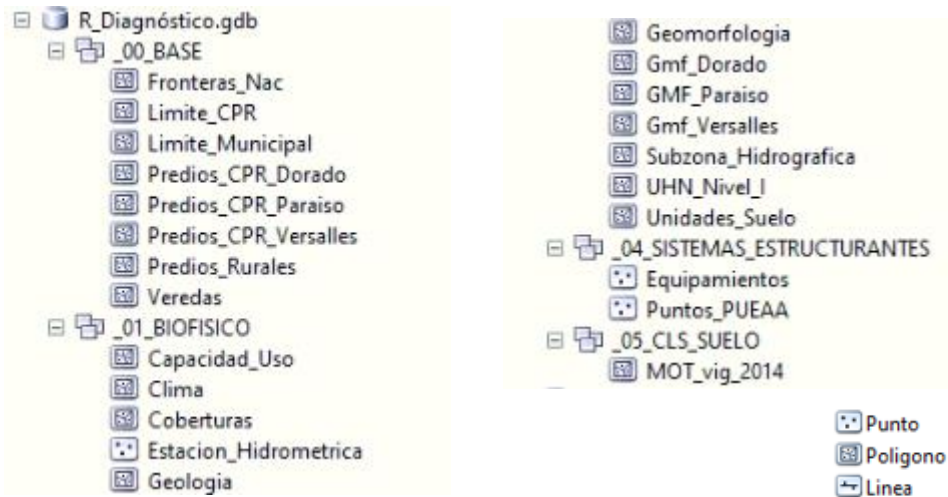 R_Diagnóstico.gdb
_00_BASE
Fronteras_Nac
Limite_CPR
Limite_Municipal
Predios_CPR_Dorado
Predios_CPR_Paraiso
Predios_CPR_Versalles
Predios_Rurales
Veredas
_01_BIOFISICO
Capacidad_Uso
Clima
Coberturas
Estacion_Hidrometrica
Geologia
Geomorfologia
Gmf_Dorado
GMF_Paraiso
Gmf_Versalles
Subzona_Hidrografica
UHN_Nivel_I
Unidades_Suelo
_04_SISTEMAS_ESTRUCTURANTES
Equipamientos
Puntos_PUEAA
_05_CLS_SUELO
MOT_vig_2014
Punto
Poligono
Linea